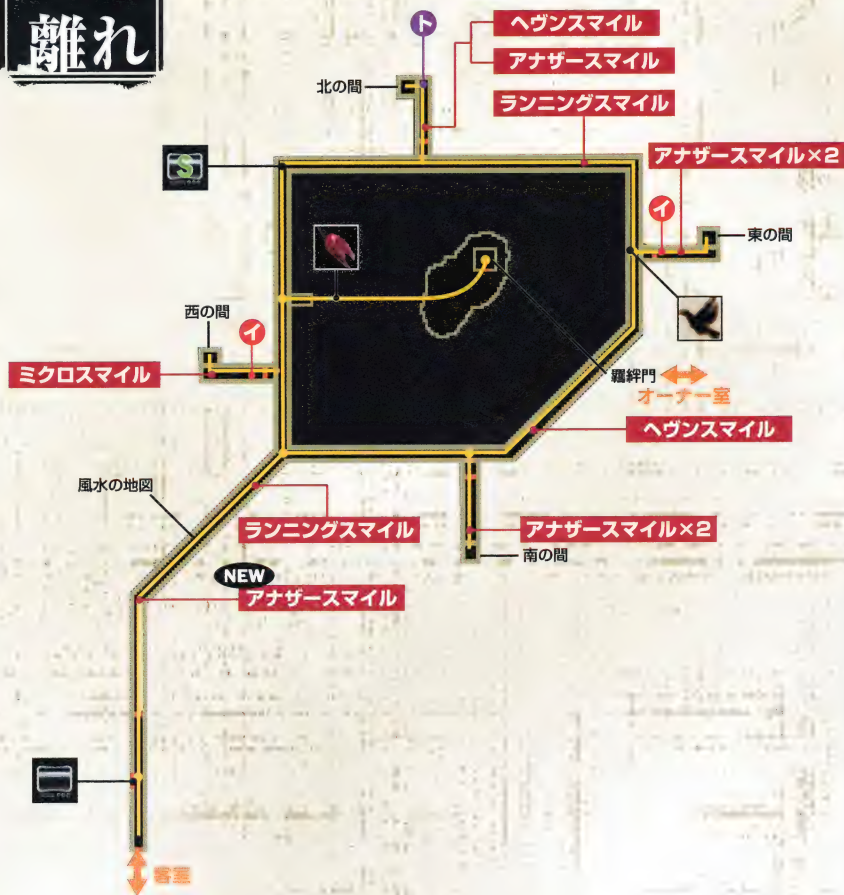 離れ
ト
ヘヴンスマイル
アナザースマイル
北の間
ランニングスマイル
S
アナザースマイル×2
イ
東の間
西の間
イ
ミクロスマイル
羈絆門
オーナー室
ヘヴンスマイル
風水の地図
ランニングスマイル
アナザースマイル×2
南の間
NEW
アナザースマイル
客室